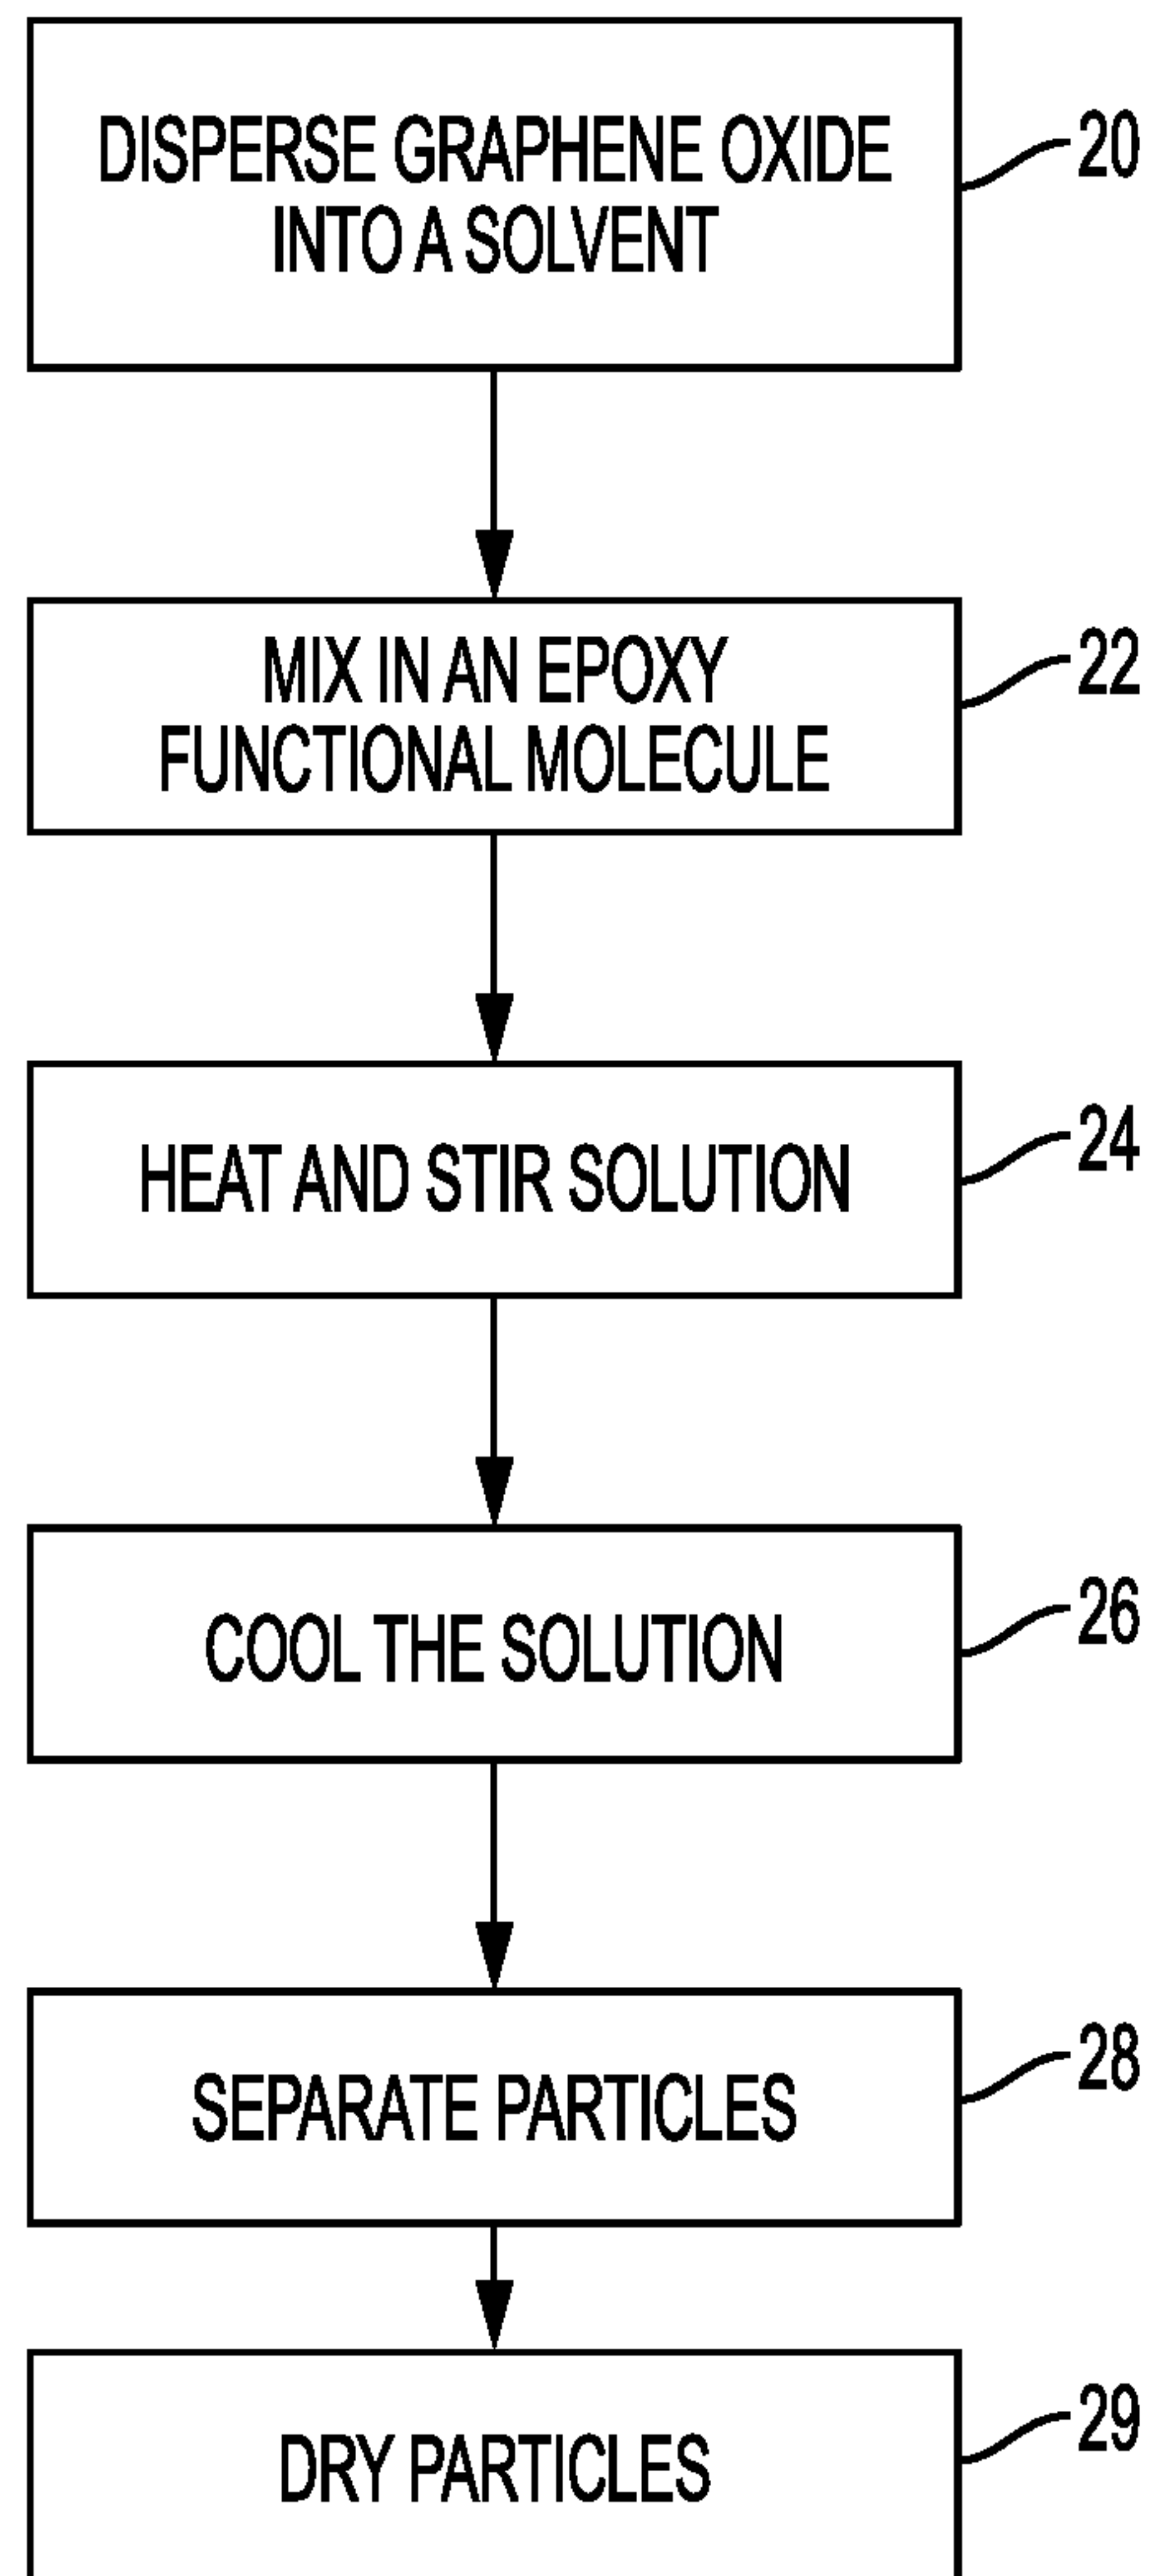 DISPERSE GRAPHENE OXIDE
INTO A SOLVENT
20
MIX IN AN EPOXY
FUNCTIONAL MOLECULE
22
HEAT AND STIR SOLUTION
24
COOL THE SOLUTION
26
SEPARATE PARTICLES
28
DRY PARTICLES
29